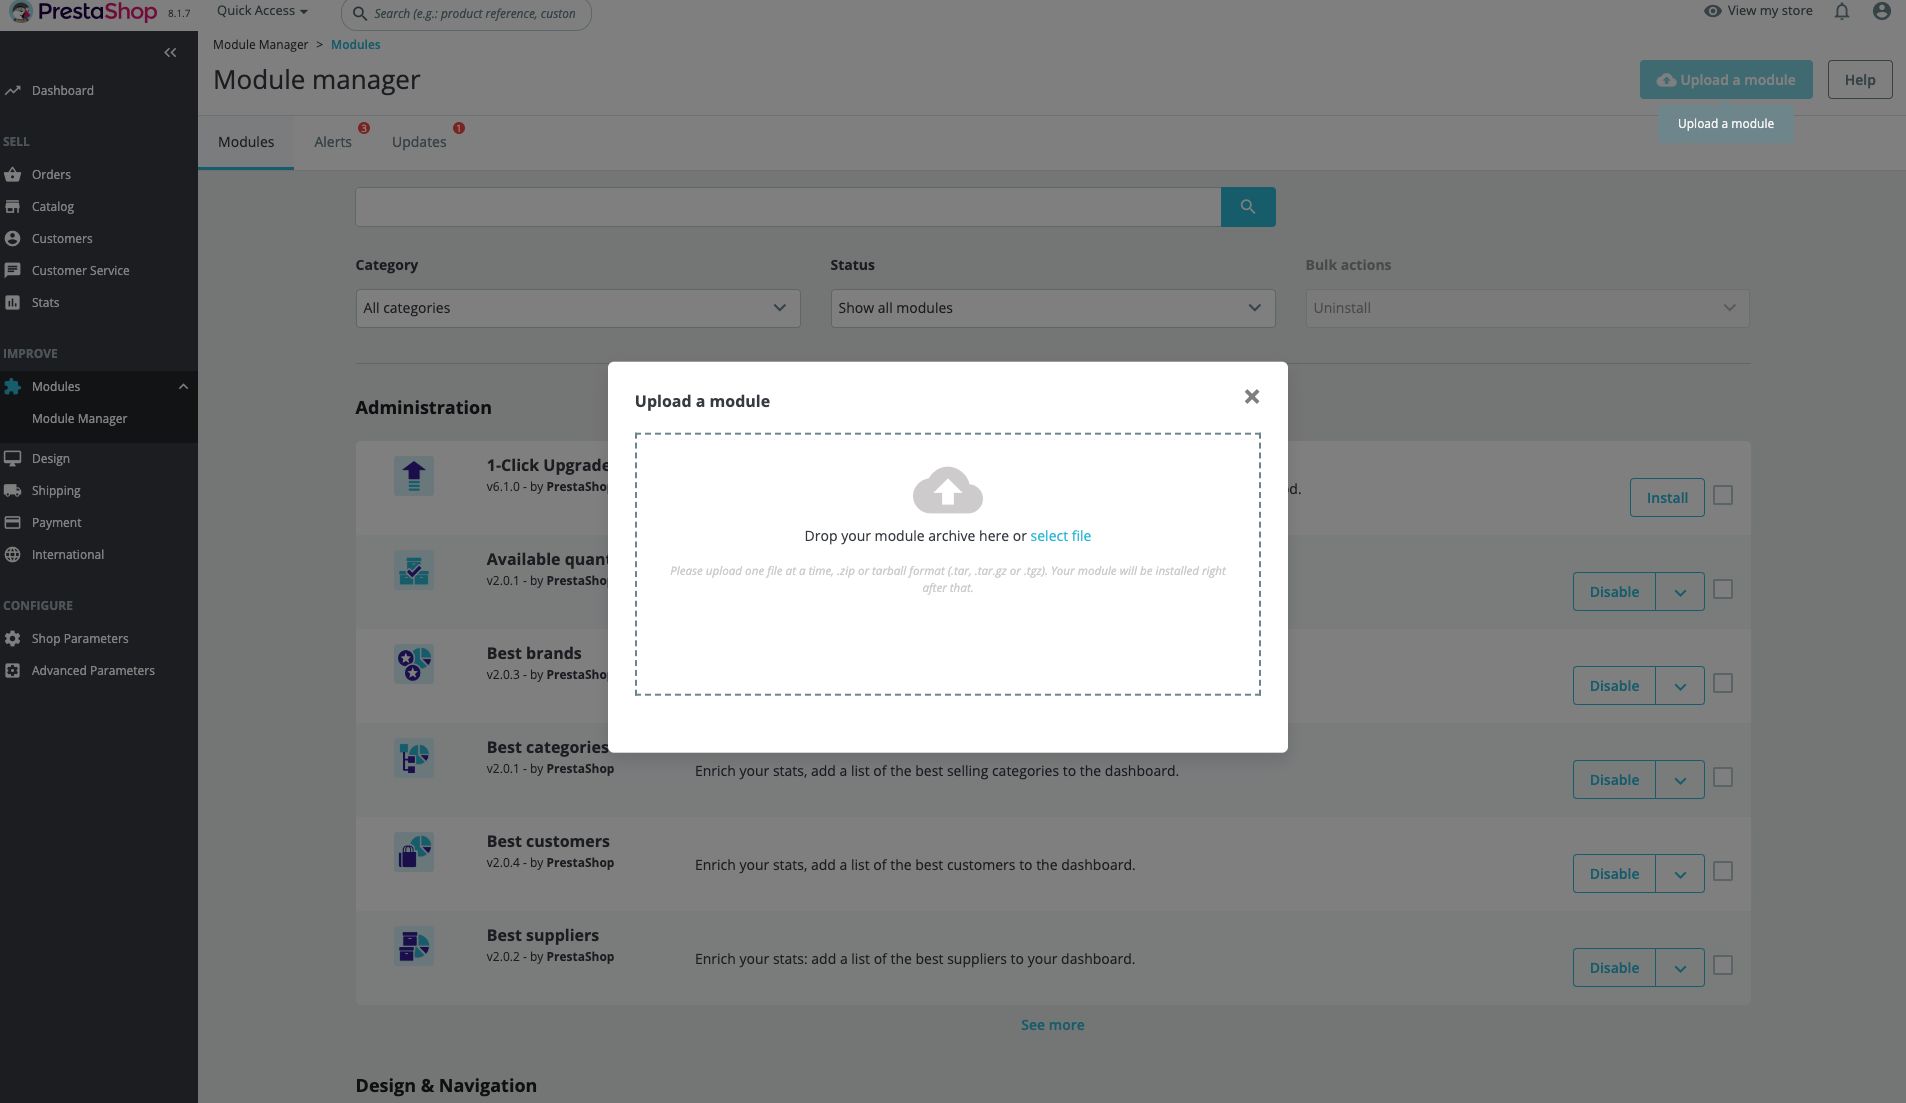 PrestaShop 8.1.7
Quick Access
Search (e.g.: product reference, custon
View my store
Module Manager > Modules
Module manager
Upload a module
Help
Upload a module
Modules
Alerts 3
Updates 1
Dashboard
SELL
Orders
Catalog
Customers
Customer Service
Stats
IMPROVE
Modules
Module Manager
Design
Shipping
Payment
International
CONFIGURE
Shop Parameters
Advanced Parameters
Category
Status
Bulk actions
All categories
Show all modules
Uninstall
Upload a module
Drop your module archive here or select file
Please upload one file at a time, .zip or tarball format (.tar, .tar.gz or .tgz). Your module will be installed right
after that.
Administration
1-Click Upgrade
v6.1.0 - by PrestaShop
Install
Available quant
v2.0.1 - by PrestaShop
Disable
Best brands
v2.0.3 - by PrestaShop
Disable
Best categories
v2.0.1 - by PrestaShop
Enrich your stats, add a list of the best selling categories to the dashboard.
Disable
Best customers
v2.0.4 - by PrestaShop
Enrich your stats, add a list of the best customers to the dashboard.
Disable
Best suppliers
v2.0.2 - by PrestaShop
Enrich your stats: add a list of the best suppliers to your dashboard.
Disable
See more
Design & Navigation